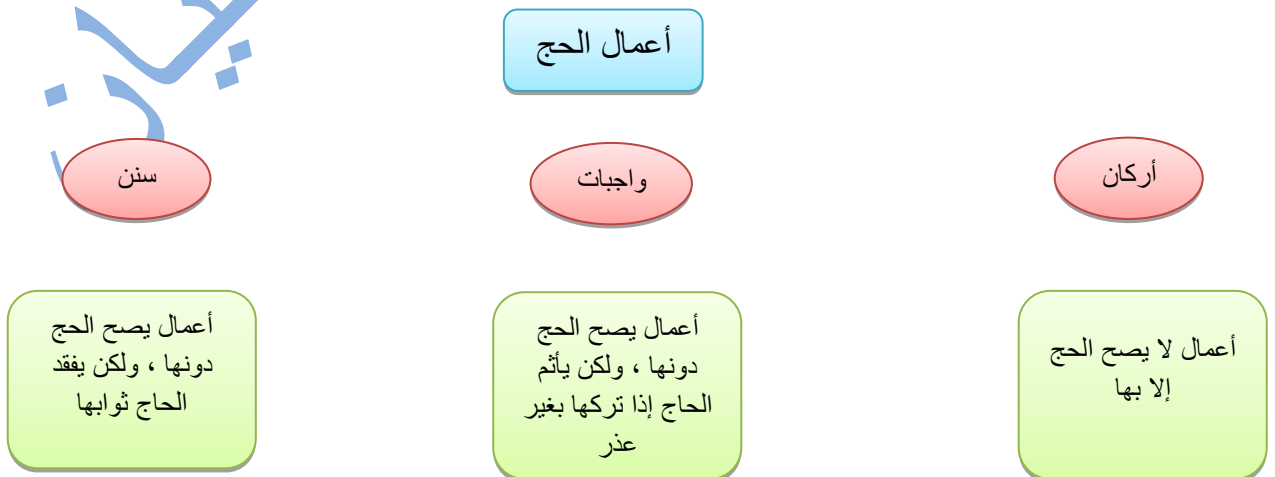 أعمال الحج
أركان
واجبات
سنن
أعمال لا يصح الحج
إلا بها
أعمال يصح الحج
دونها ، ولكن يأثم
الحاج إذا تركها بغير
عذر
أعمال يصح الحج
دونها ، ولكن يفقد
الحاج ثوابها